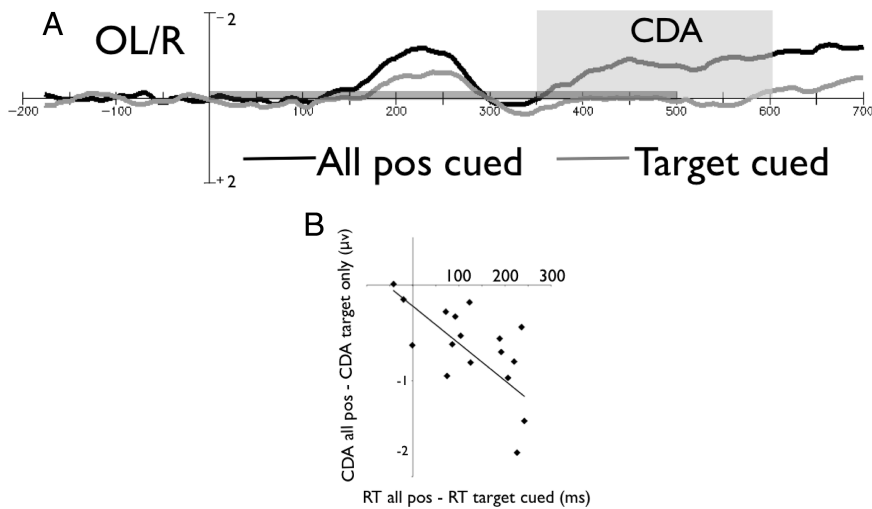 A
OL/R
-2
CDA
-200 -100 100 200 300 400 500 600 700
+2
All pos cued
Target cued
B
CDA all pos - CDA target only (μv)
100 200 300
-1
-2
RT all pos - RT target cued (ms)